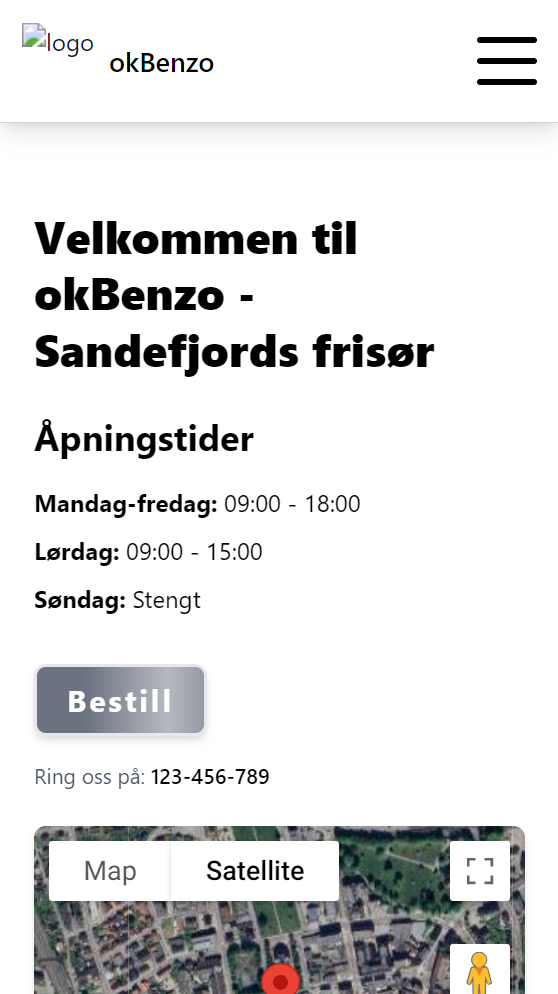 logo
okBenzo
Velkommen til
okBenzo -
Sandefjords frisør
Åpningstider
Mandag-fredag: 09:00 - 18:00
Lørdag: 09:00 - 15:00
Søndag: Stengt
Bestill
Ring oss på: 123-456-789
Map Satellite